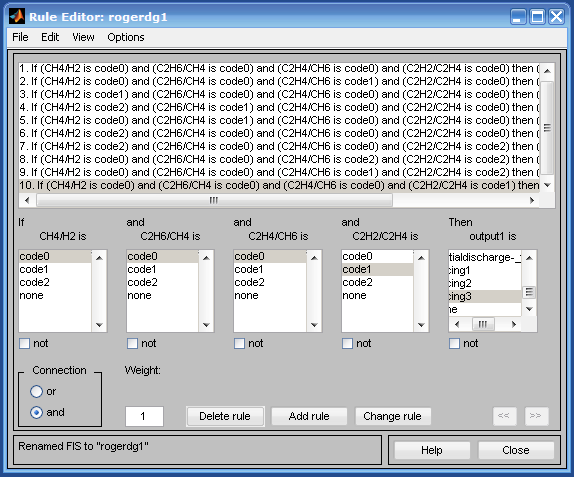 Rule Editor: rogerdg1
File Edit View Options
1. If (CH4/H2 is code0) and (C2H6/CH4 is code0) and (C2H4/CH6 is code0) and (C2H2/C2H4 is code0) then (
2. If (CH4/H2 is code0) and (C2H6/CH4 is code0) and (C2H4/CH6 is code1) and (C2H2/C2H4 is code0) then (
3. If (CH4/H2 is code1) and (C2H6/CH4 is code0) and (C2H4/CH6 is code0) and (C2H2/C2H4 is code0) then (
4. If (CH4/H2 is code2) and (C2H6/CH4 is code1) and (C2H4/CH6 is code0) and (C2H2/C2H4 is code0) then (
5. If (CH4/H2 is code0) and (C2H6/CH4 is code0) and (C2H4/CH6 is code0) and (C2H2/C2H4 is code0) then (
6. If (CH4/H2 is code2) and (C2H6/CH4 is code0) and (C2H4/CH6 is code0) and (C2H2/C2H4 is code2) then (
7. If (CH4/H2 is code2) and (C2H6/CH4 is code0) and (C2H4/CH6 is code0) and (C2H2/C2H4 is code2) then (
8. If (CH4/H2 is code0) and (C2H6/CH4 is code0) and (C2H4/CH6 is code2) and (C2H2/C2H4 is code2) then (
9. If (CH4/H2 is code0) and (C2H6/CH4 is code0) and (C2H4/CH6 is code1) and (C2H2/C2H4 is code2) then (
10. If (CH4/H2 is code0) and (C2H6/CH4 is code0) and (C2H4/CH6 is code0) and (C2H2/C2H4 is code1) then
If and and and Then
CH4/H2 is C2H6/CH4 is C2H4/CH6 is C2H2/C2H4 is output1 is
code0 code0 code0 code0 tialdischarge-_
code1 code1 code1 code1 cing1
code2 code2 code2 code2 cing2
none none none none cing3
ne
not not not not not
Connection Weight:
or
and 1 Delete rule Add rule Change rule << >>
Renamed FIS to "rogerdg1" Help Close